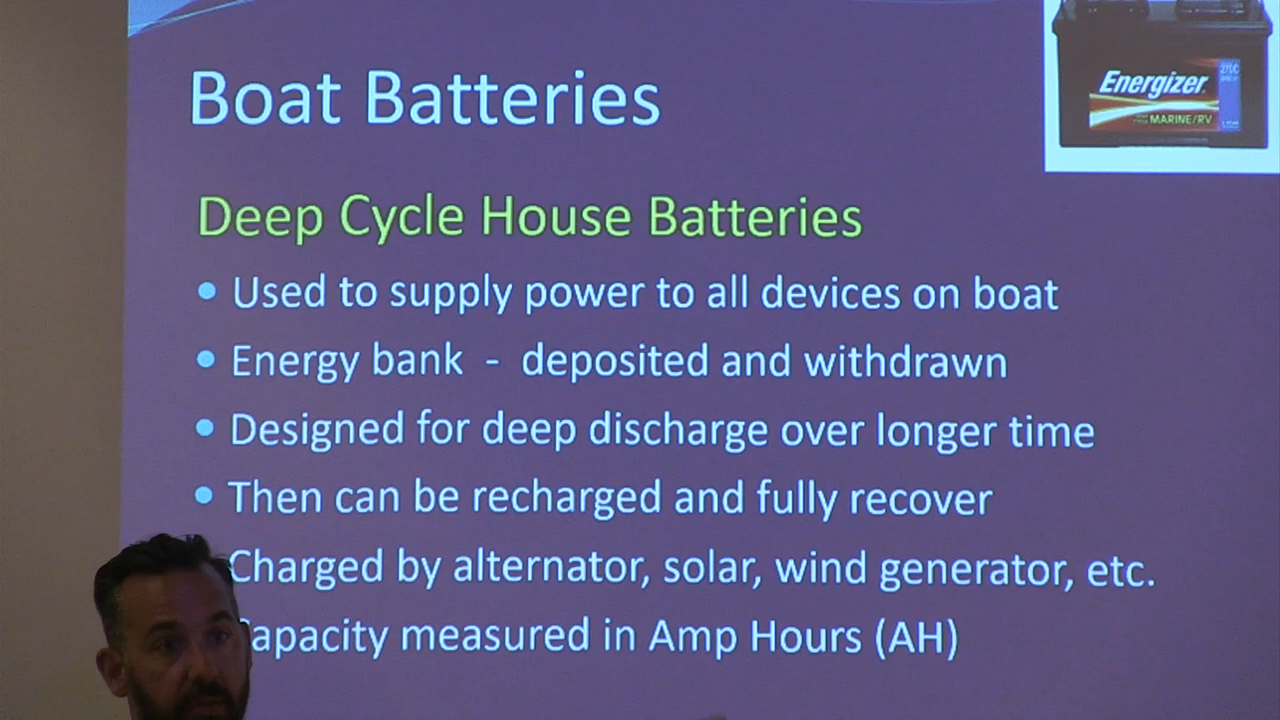 Boat Batteries
Energizer
MARINE/RV
Deep Cycle House Batteries
• Used to supply power to all devices on boat
• Energy bank - deposited and withdrawn
• Designed for deep discharge over longer time
• Then can be recharged and fully recover
Charged by alternator, solar, wind generator, etc.
apacity measured in Amp Hours (AH)